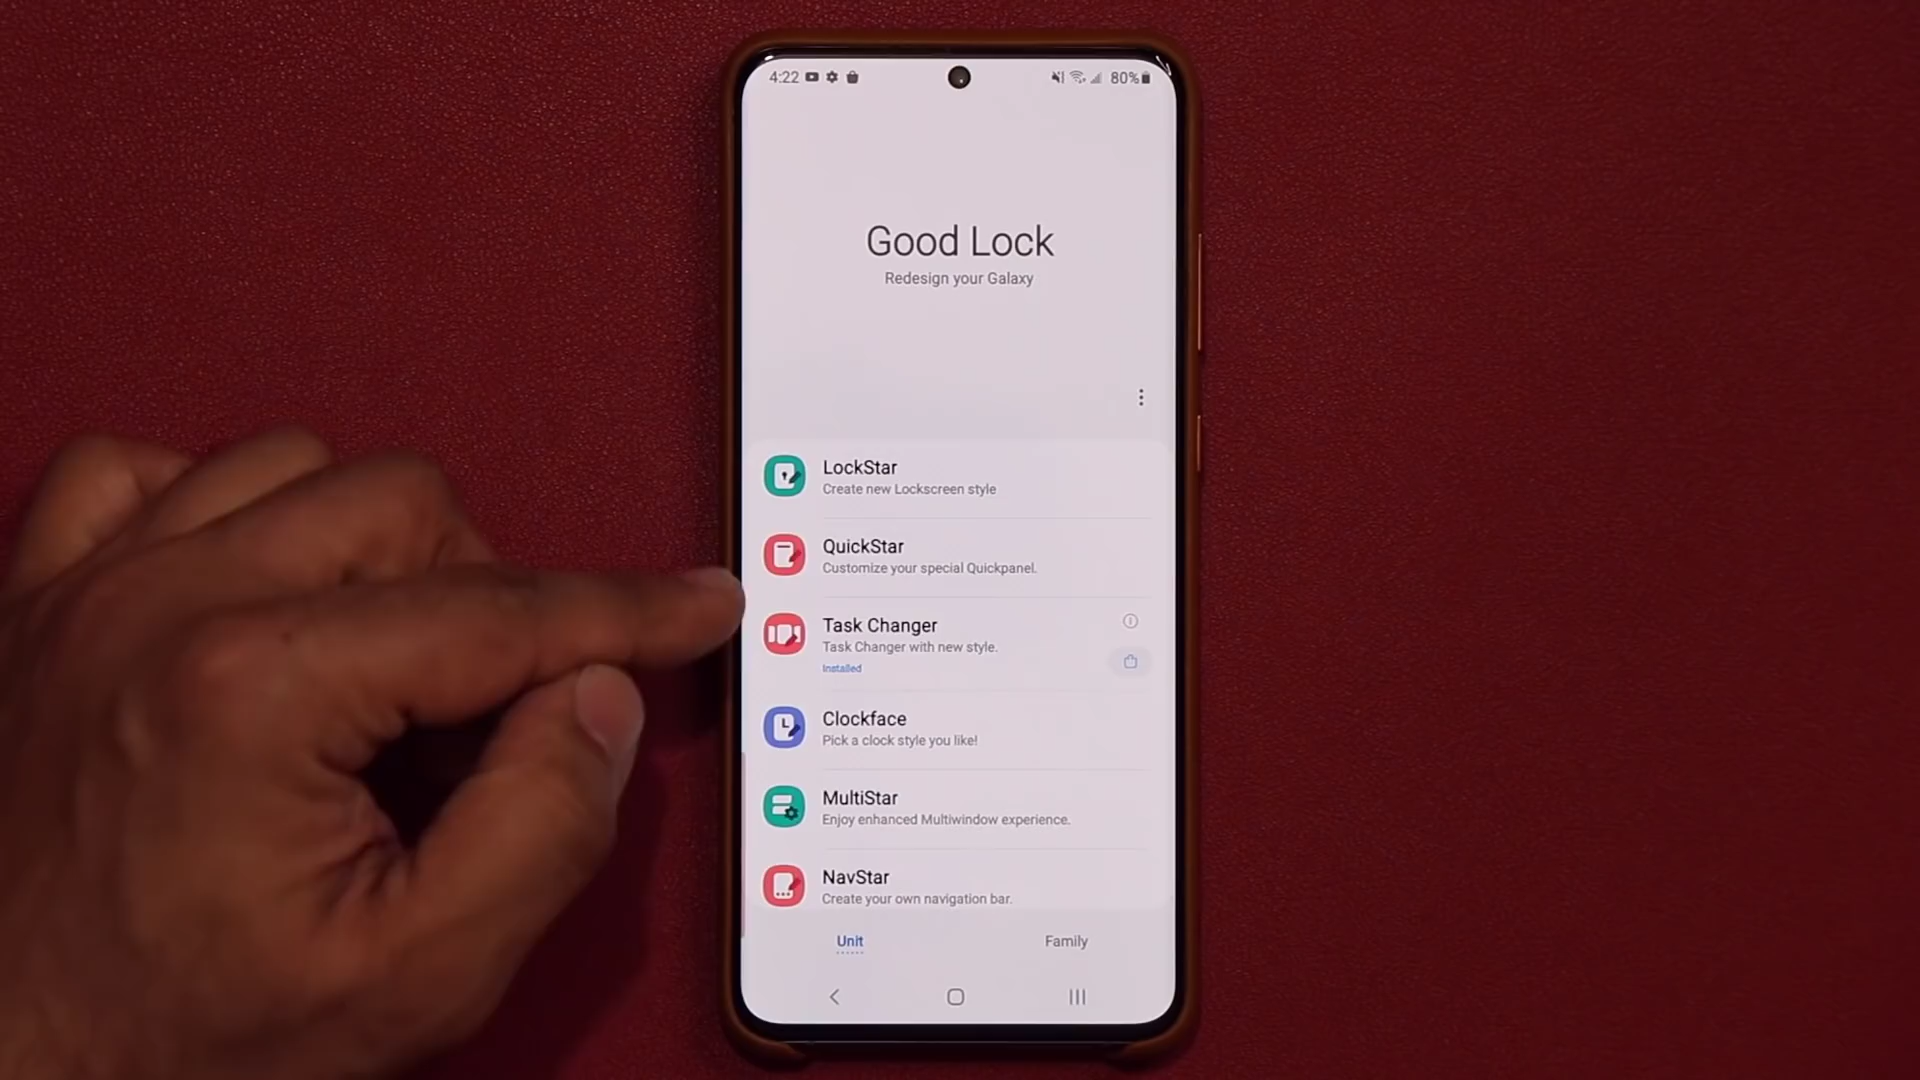 4:22
80%
Good Lock
Redesign your Galaxy
LockStar
Create new Lockscreen style
QuickStar
Customize your special Quickpanel.
Task Changer
Task Changer with new style.
Installed
Clockface
Pick a clock style you like!
MultiStar
Enjoy enhanced Multiwindow experience.
NavStar
Create your own navigation bar.
Unit
Family